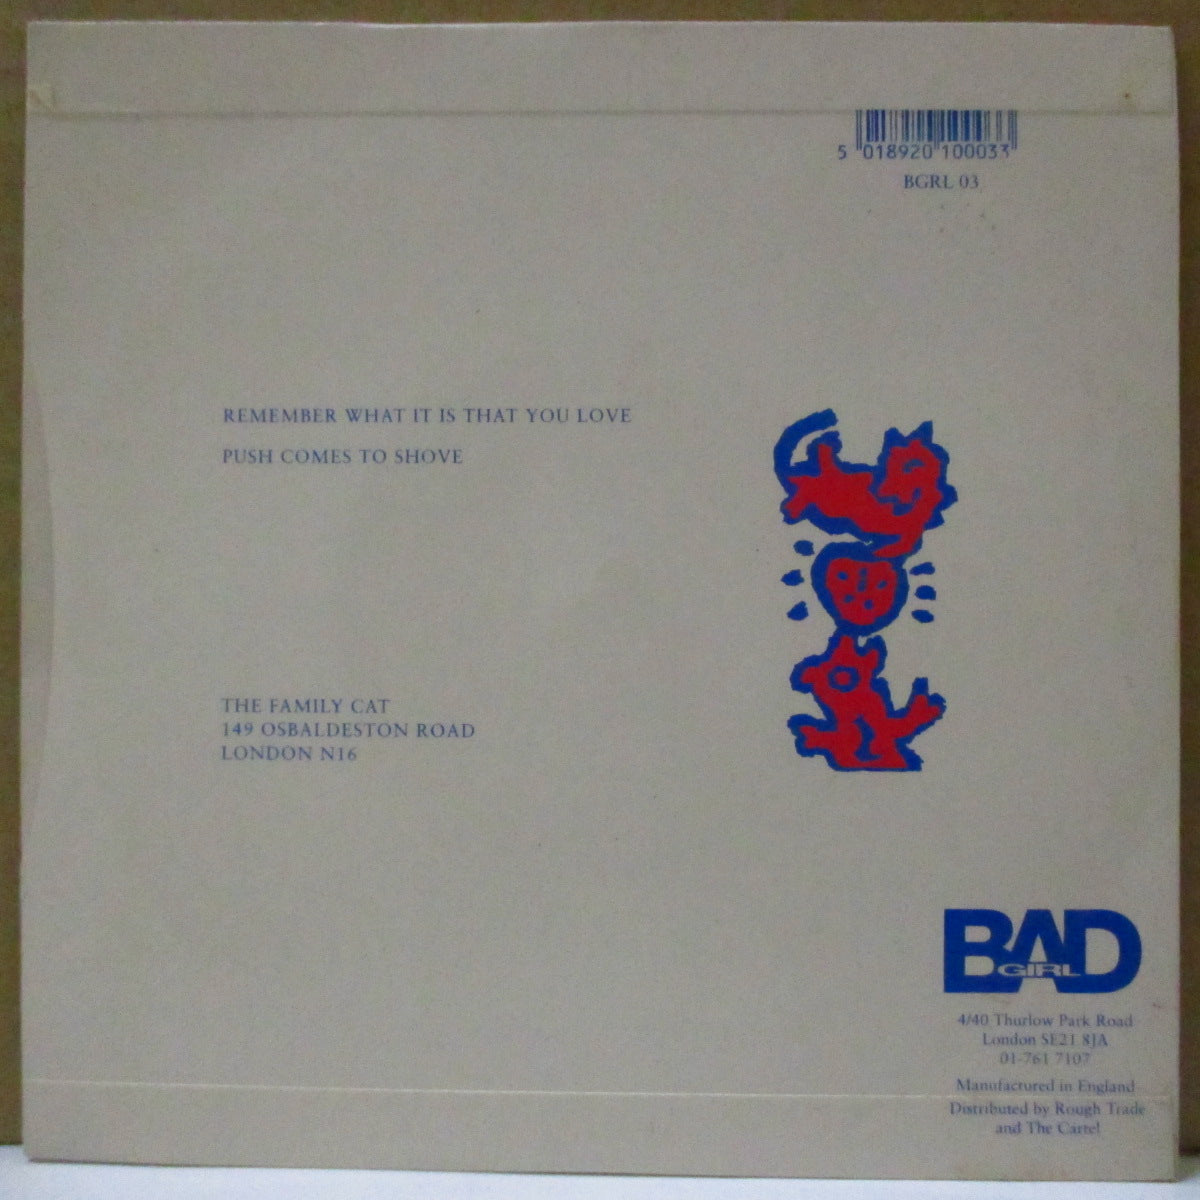 5 018920 100033
BGRL 03
REMEMBER WHAT IT IS THAT YOU LOVE
PUSH COMES TO SHOVE
THE FAMILY CAT
149 OSBALDESTON ROAD
LONDON N16
BAD
GIRL
4/40 Thurlow Park Road
London SE21 8JA
01-761 7107
Manufactured in England
Distributed by Rough Trade
and The Cartel